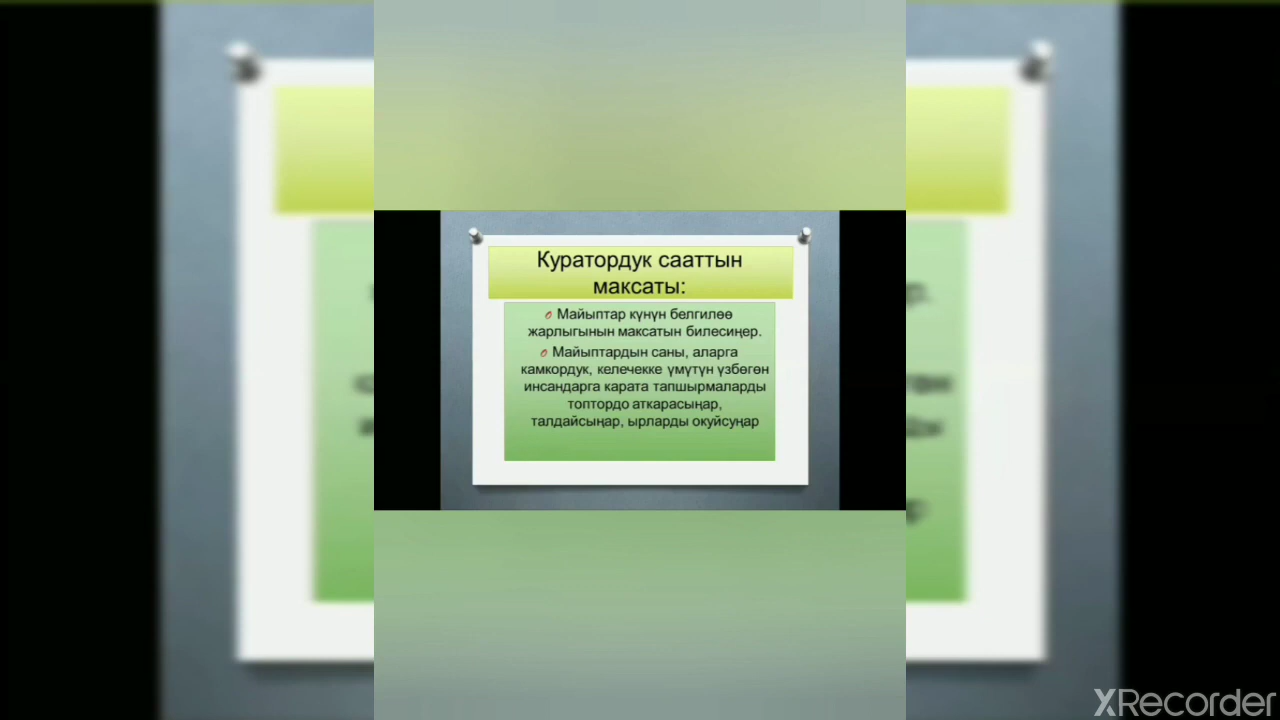 Куратордук сааттын
максаты:
Майыптар күнүн белгилөө
жарлыгынын максатын билесиңер.
Майыптардын саны, аларга
камкордук, келечекке үмүтүн үзбөгөн
инсандарга карата тапшырмаларды
топтордо аткарасыңар,
талдайсыңар, ырларды окуйсуңар
XRecorder